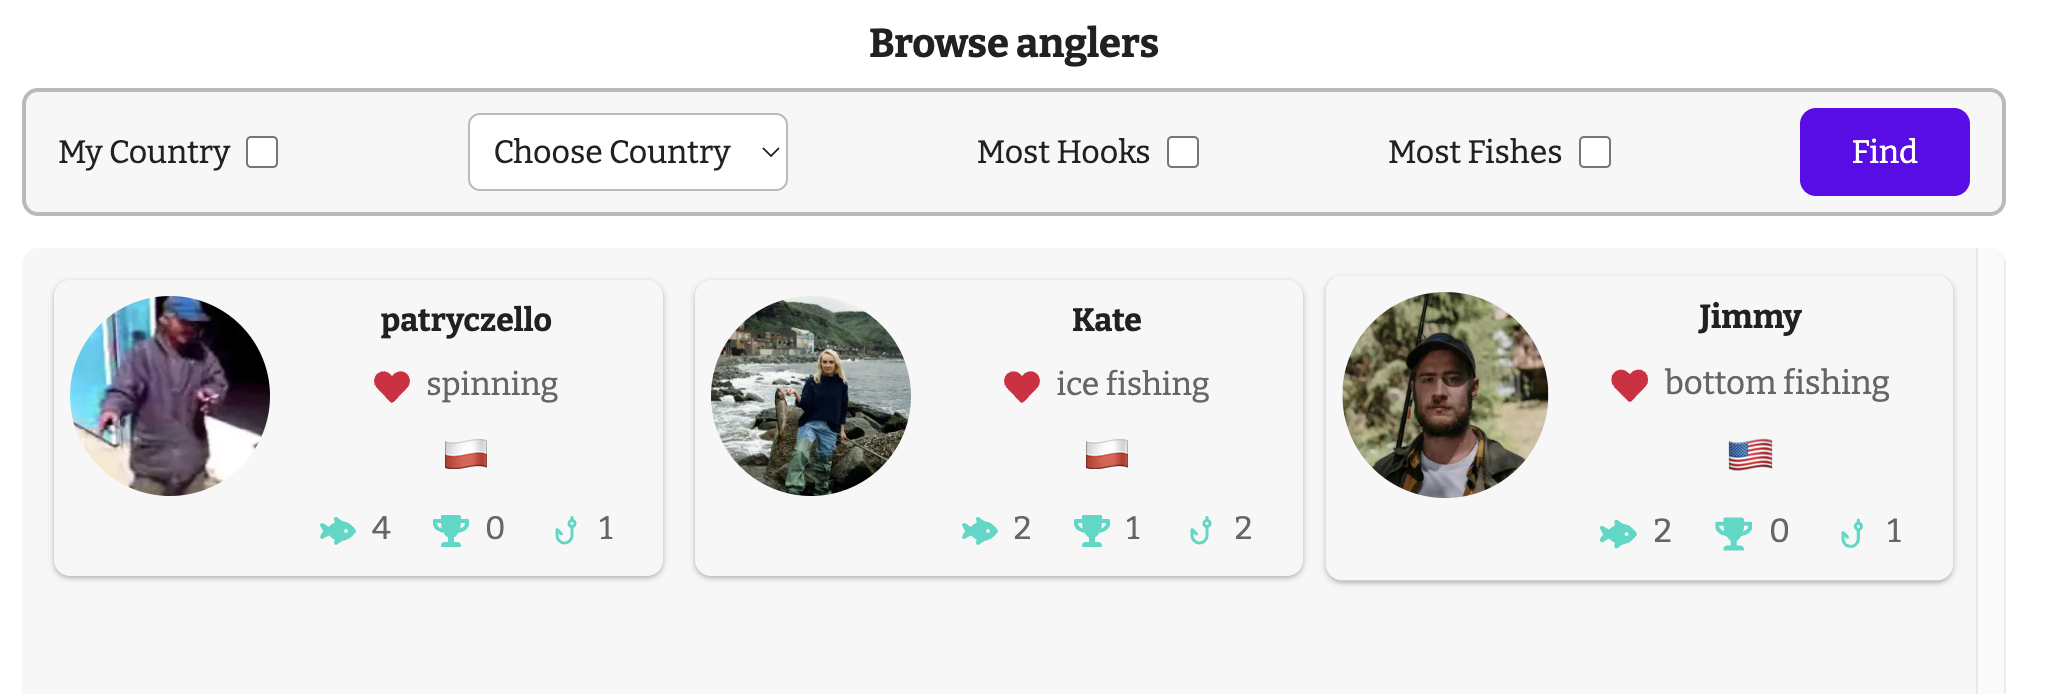 Browse anglers
My Country Choose Country Most Hooks Most Fishes Find
patryczello
spinning
4 0 1
Kate
ice fishing
2 1 2
Jimmy
bottom fishing
2 0 1